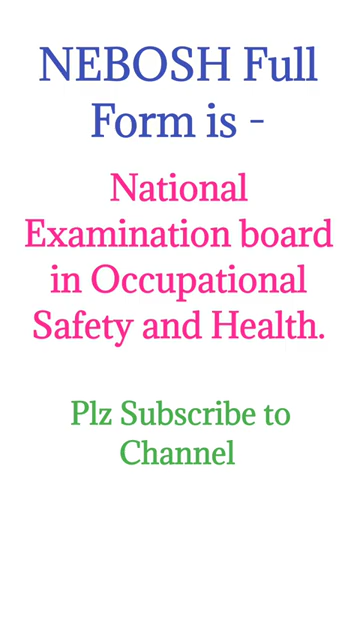 NEBOSH Full
Form is -
National
Examination board
in Occupational
Safety and Health.
Plz Subscribe to
Channel